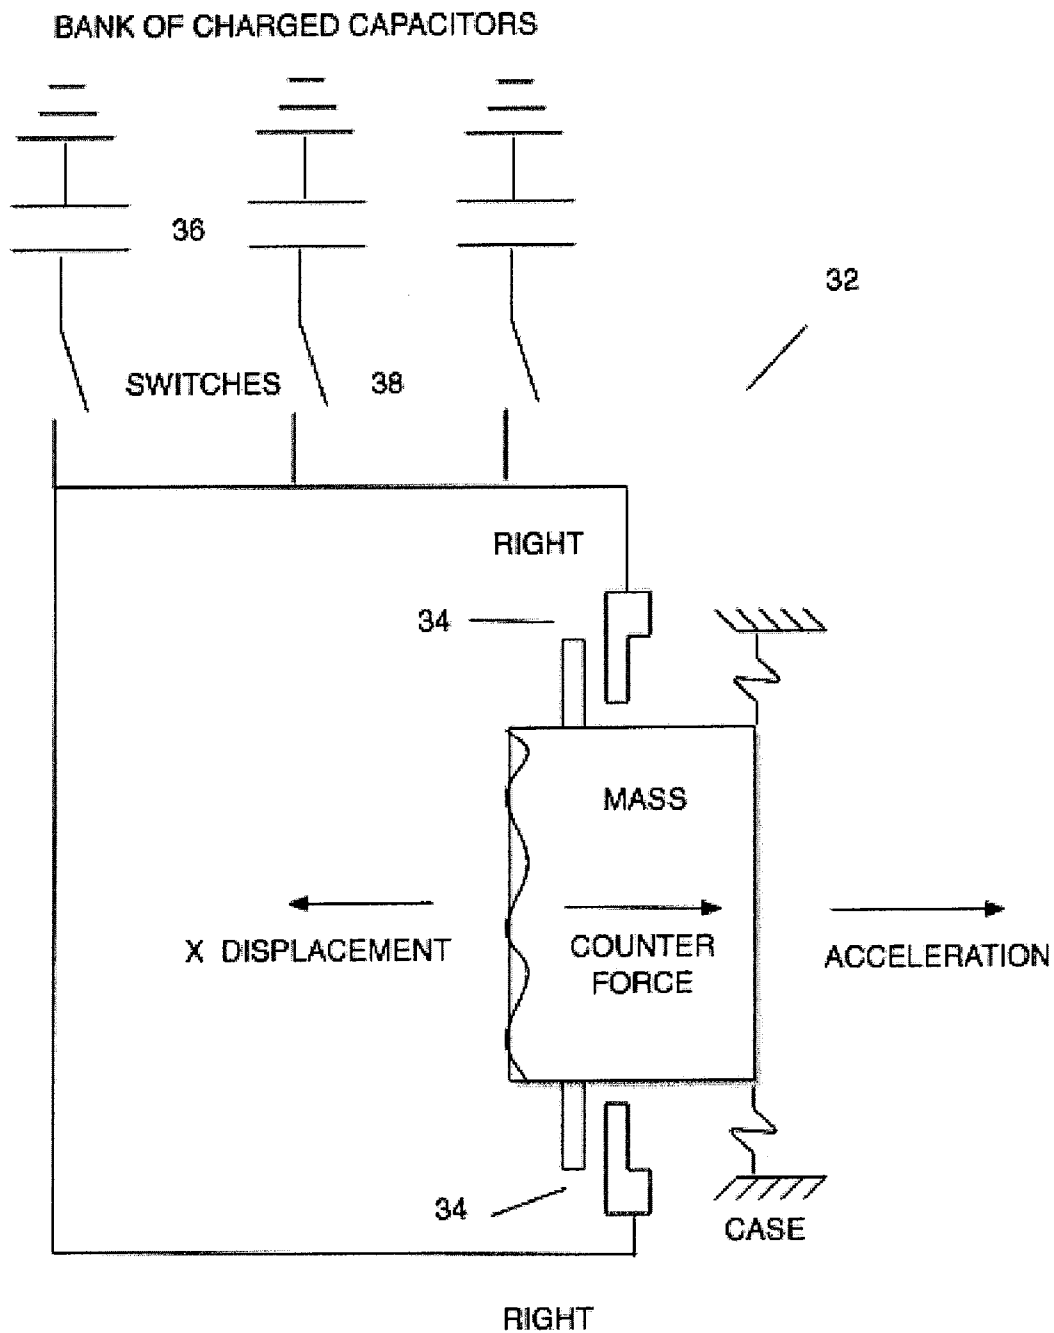 BANK OF CHARGED CAPACITORS
36
32
SWITCHES
38
RIGHT
34
MASS
X DISPLACEMENT
COUNTER
FORCE
ACCELERATION
34
CASE
RIGHT